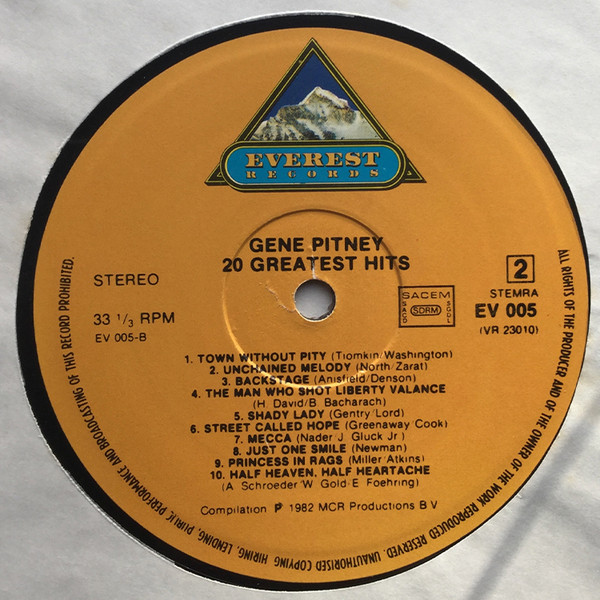 EVEREST
RECORDS
GENE PITNEY
20 GREATEST HITS
STEREO
33 1/3 RPM
EV 005-B
SACEM
SACD SDRM SGDL
2
STEMRA
EV 005
(VR 23010)
1. TOWN WITHOUT PITY (Tiomkin/Washington)
2. UNCHAINED MELODY (North/Zarat)
3. BACKSTAGE (Anisfield/Denson)
4. THE MAN WHO SHOT LIBERTY VALANCE
(H. David/B. Bacharach)
5. SHADY LADY (Gentry/Lord)
6. STREET CALLED HOPE (Greenaway Cook)
7. MECCA (Nader J. Gluck Jr)
8. JUST ONE SMILE (Newman)
9. PRINCESS IN RAGS (Miller/Atkins)
10. HALF HEAVEN, HALF HEARTACHE
(A. Schroeder/W Gold/E Foehring)
Compilation ℗ 1982 MCR Productions B V
ALL RIGHTS OF THE PRODUCER AND OF THE OWNER OF THE WORK REPRODUCED RESERVED. UNAUTHORISED COPYING HIRING, LENDING, PUBLIC PERFORMANCE AND BROADCASTING OF THIS RECORD PROHIBITED.